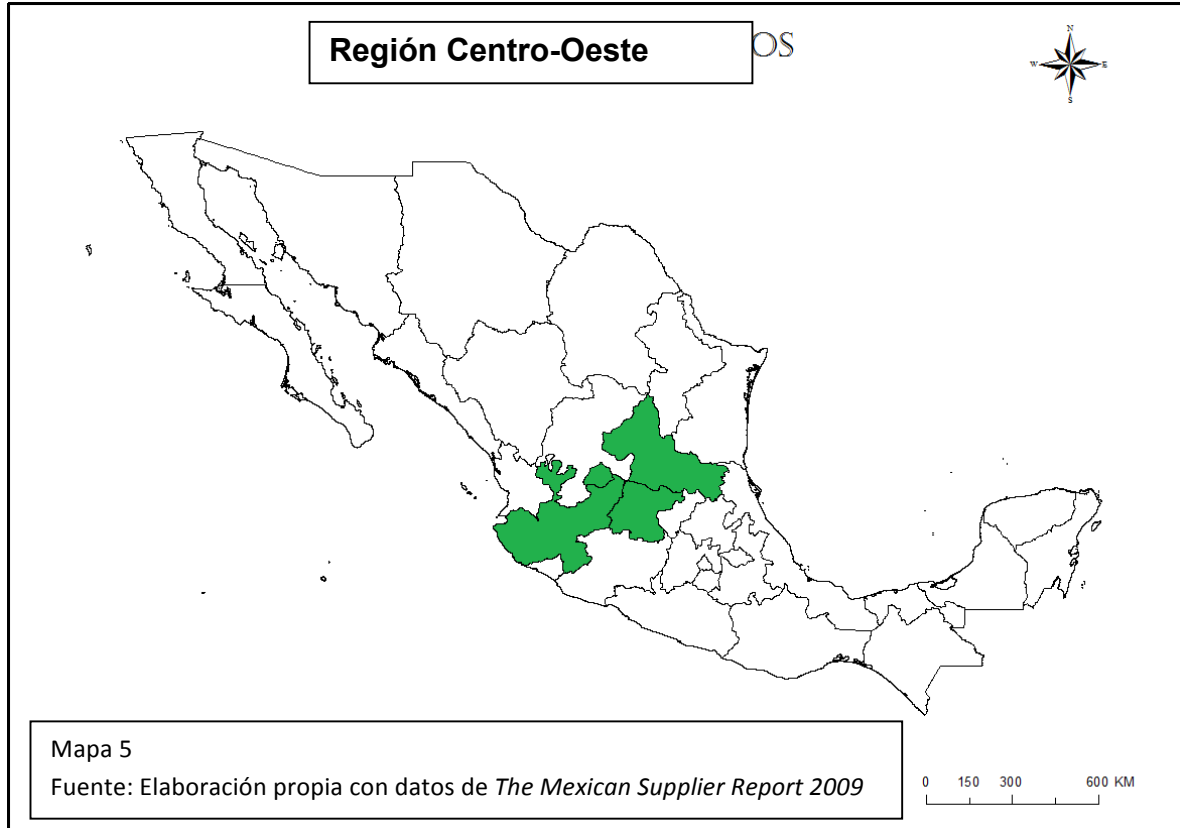 Región Centro-Oeste
OS
N
W
E
S
Mapa 5
Fuente: Elaboración propia con datos de The Mexican Supplier Report 2009
0 150 300 600 KM